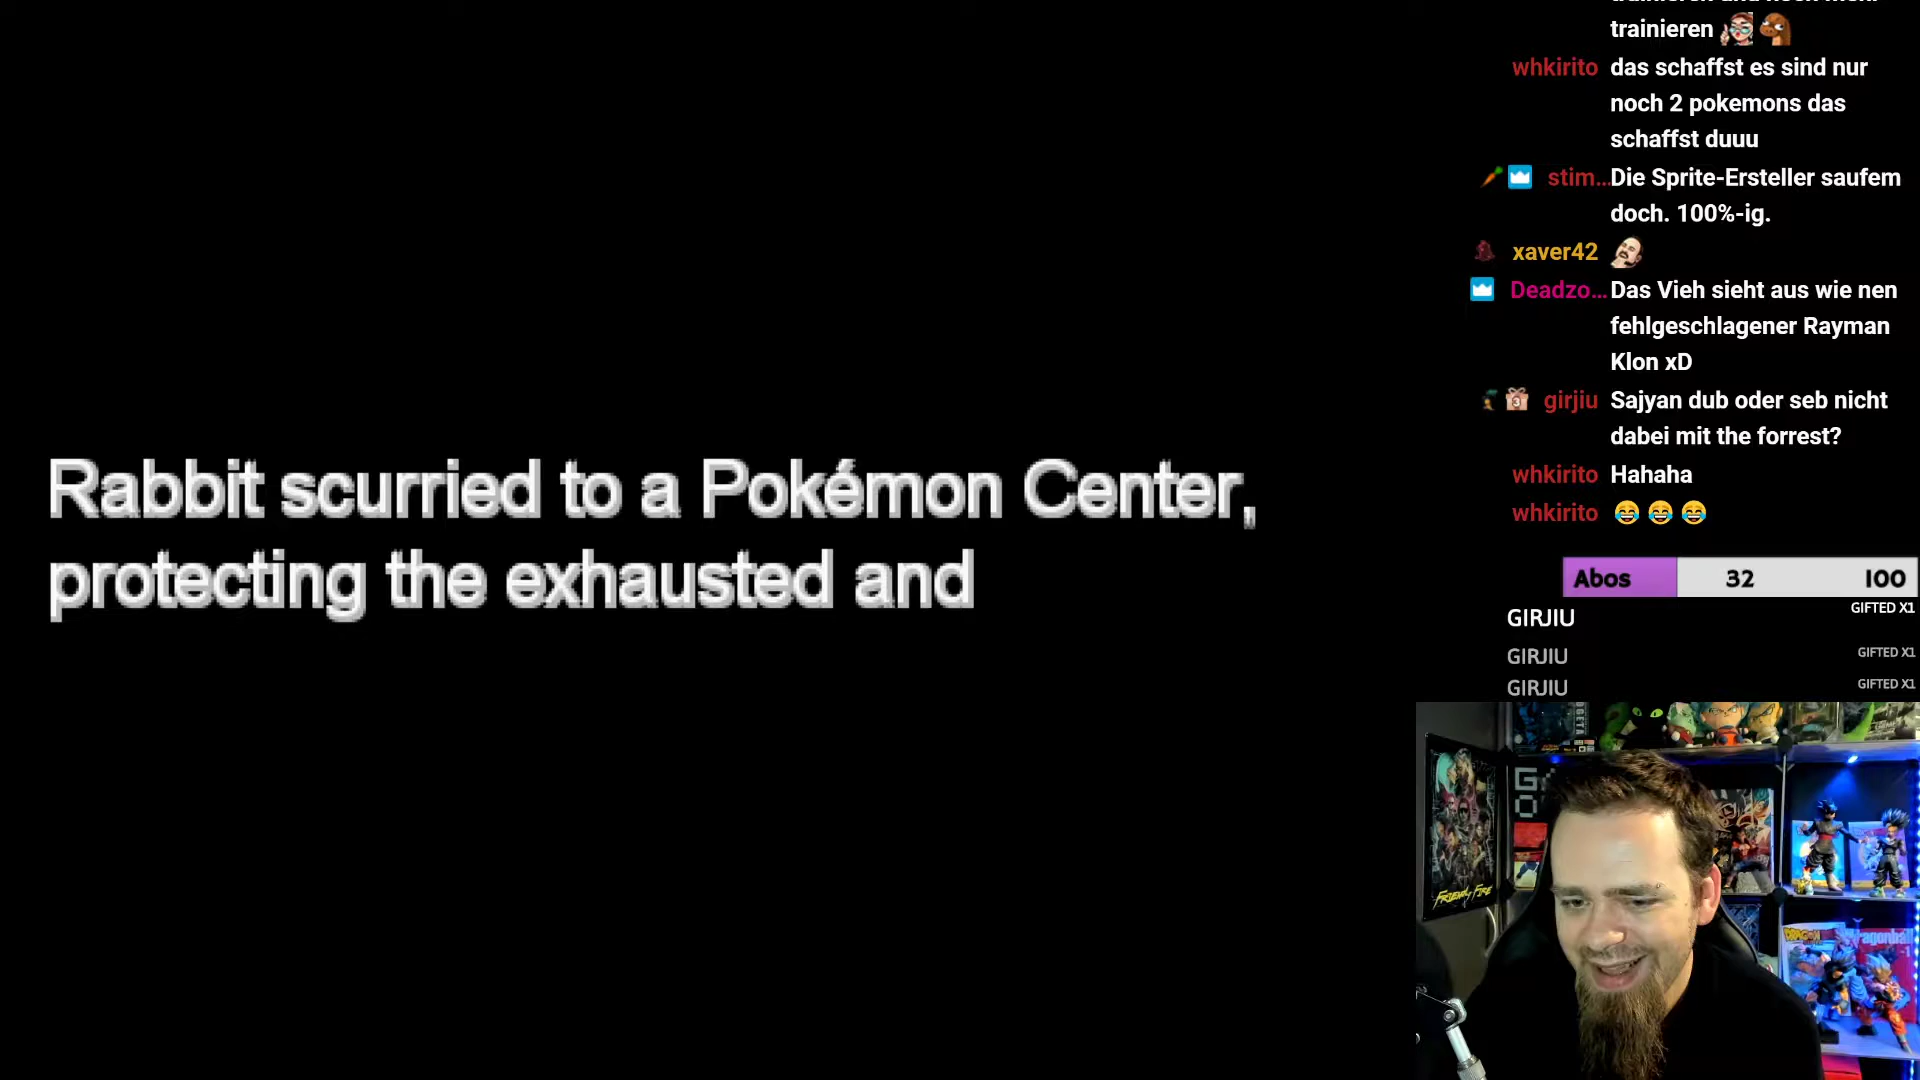 trainieren
whkirito das schaffst es sind nur
noch 2 pokemons das
schaffst duuu
stim... Die Sprite-Ersteller saufem
doch. 100%-ig.
xaver42
Deadzo... Das Vieh sieht aus wie nen
fehlgeschlagener Rayman
Klon xD
girjiu Sajyan dub oder seb nicht
dabei mit the forrest?
whkirito Hahaha
whkirito 😂 😂 😂
Rabbit scurried to a Pokémon Center,
protecting the exhausted and
Abos 32 100
GIRJIU GIFTED X1
GIRJIU GIFTED X1
GIRJIU GIFTED X1
FRIENDLY FIRE